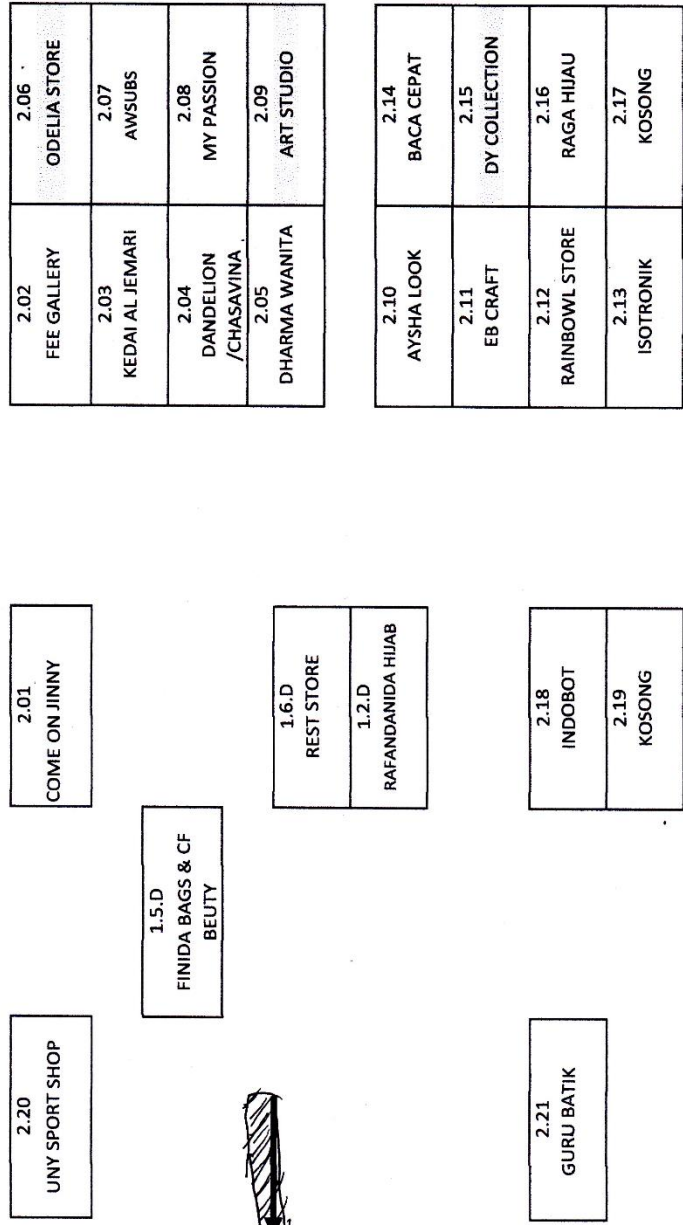 2.20
UNY SPORT SHOP
2.01
COME ON JINNY
2.02
FEE GALLERY
2.06
ODELIA STORE
2.03
KEDAI AL JEMARI
2.07
AWSUBS
2.04
DANDELION
/CHASAVINA
2.08
MY PASSION
2.05
DHARMA WANITA
2.09
ART STUDIO
1.5.D
FINIDA BAGS & CF
BEUTY
1.6.D
REST STORE
1.2.D
RAFANDANIDA HIJAB
2.10
AYSHA LOOK
2.14
BACA CEPAT
2.11
EB CRAFT
2.15
DY COLLECTION
2.12
RAINBOWL STORE
2.16
RAGA HIJAU
2.13
ISOTRONIK
2.17
KOSONG
2.21
GURU BATIK
2.18
INDOBOT
2.19
KOSONG